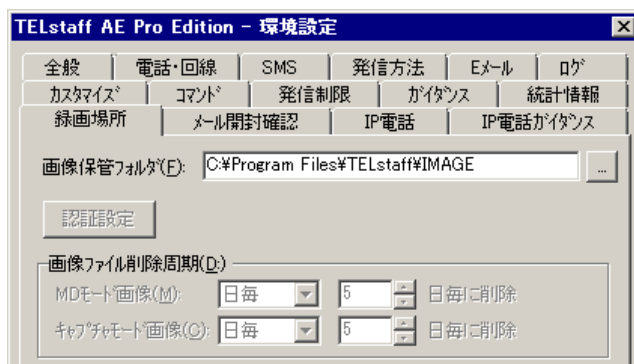 TELstaff AE Pro Edition - 環境設定
全般 電話・回線 SMS 発信方法 Eメール ログ
カスタマイズ コマンド 発信制限 ガイダンス 統計情報
録画場所 メール開封確認 IP電話 IP電話ガイダンス
画像保管フォルダ(F): C:¥Program Files¥TELstaff¥IMAGE ...
認証設定
画像ファイル削除周期(D:)
MDモード画像(M): 日毎 5 日毎に削除
キャプチャモード画像(C): 日毎 5 日毎に削除